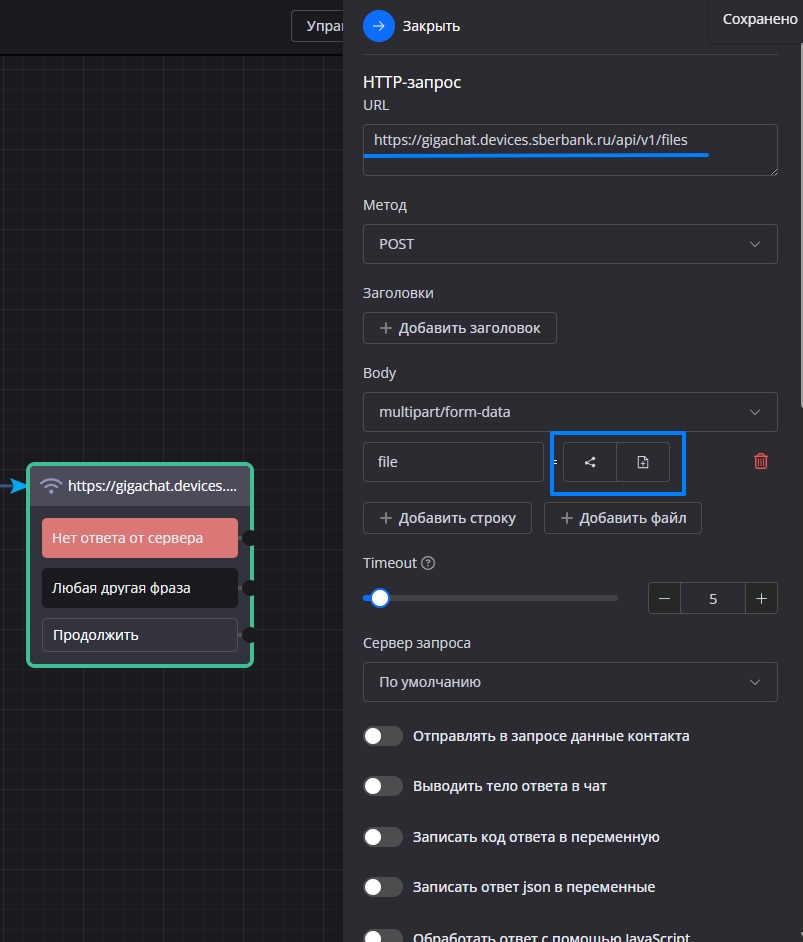 Управ
Закрыть
Сохранено
HTTP-запрос
URL
https://gigachat.devices.sberbank.ru/api/v1/files
Метод
POST
Заголовки
+ Добавить заголовок
Body
multipart/form-data
file =
+ Добавить строку + Добавить файл
Timeout ?
— 5 +
Сервер запроса
По умолчанию
Отправлять в запросе данные контакта
Выводить тело ответа в чат
Записать код ответа в переменную
Записать ответ json в переменные
Обработать ответ с помощью JavaScript
https://gigachat.devices....
Нет ответа от сервера
Любая другая фраза
Продолжить